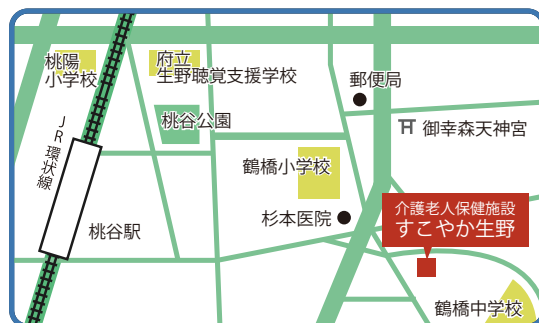 桃陽
小学校
府立
生野聴覚支援学校
郵便局
桃谷公園
御幸森天神宮
JR環状線
鶴橋小学校
介護老人保健施設
すこやか生野
杉本医院
桃谷駅
鶴橋中学校